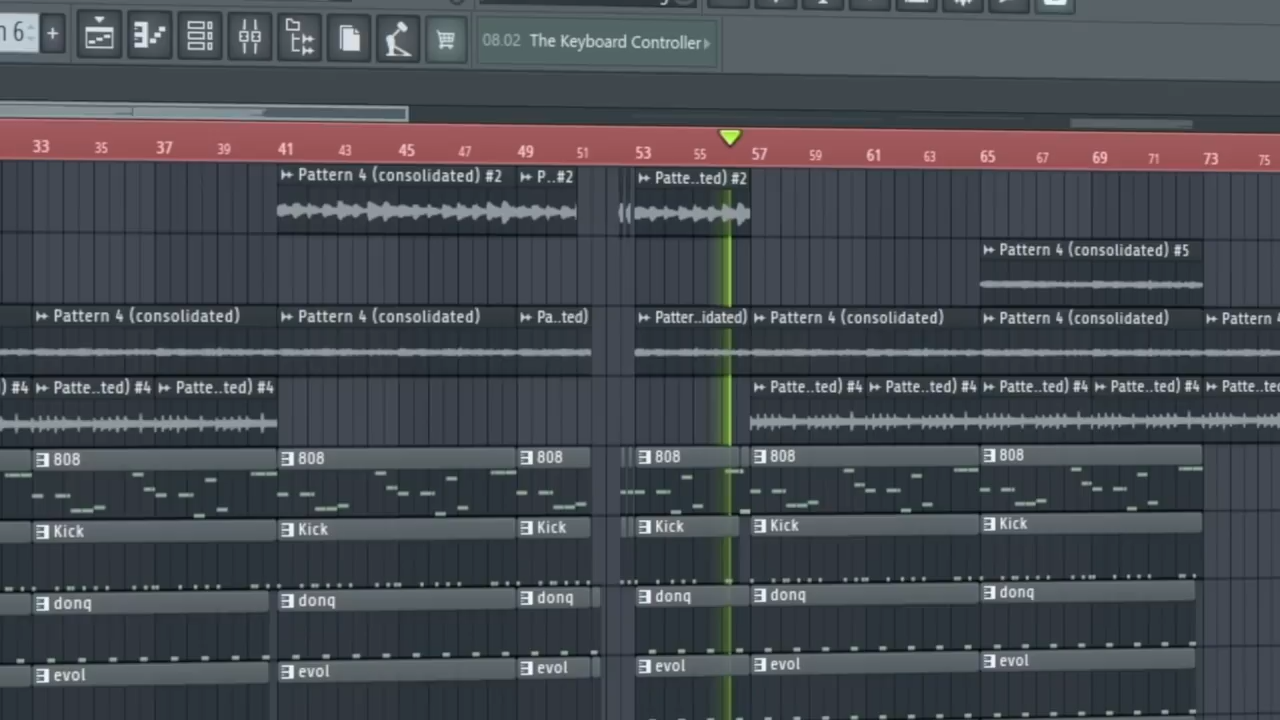 n 6 + 08.02 The Keyboard Controller
33 35 37 39 41 43 45 47 49 51 53 55 57 59 61 63 65 67 69 71 73 75
Pattern 4 (consolidated) #2 P..#2 Patte..ted) #2
Pattern 4 (consolidated) #5
Pattern 4 (consolidated) Pattern 4 (consolidated) Pa..ted) Patter..idated) Pattern 4 (consolidated) Pattern 4 (consolidated) Pattern
) #4 Patte..ted) #4 Patte..ted) #4 Patte..ted) #4 Patte..ted) #4 Patte..ted) #4 Patte..ted) #4 Patte..ted
808 808 808 808 808 808
Kick Kick Kick Kick Kick Kick
donq donq donq donq donq donq
evol evol evol evol evol evol